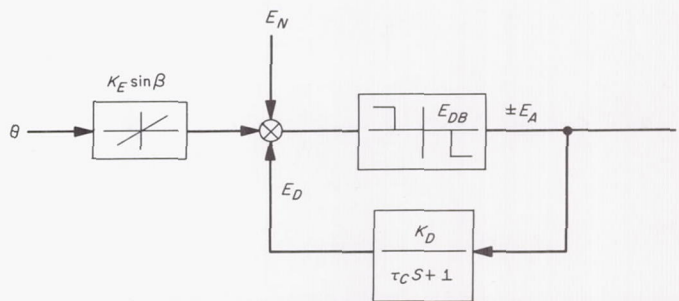 E_N
K_E sin β
θ
E_DB
±E_A
E_D
K_D
τ_C S + 1